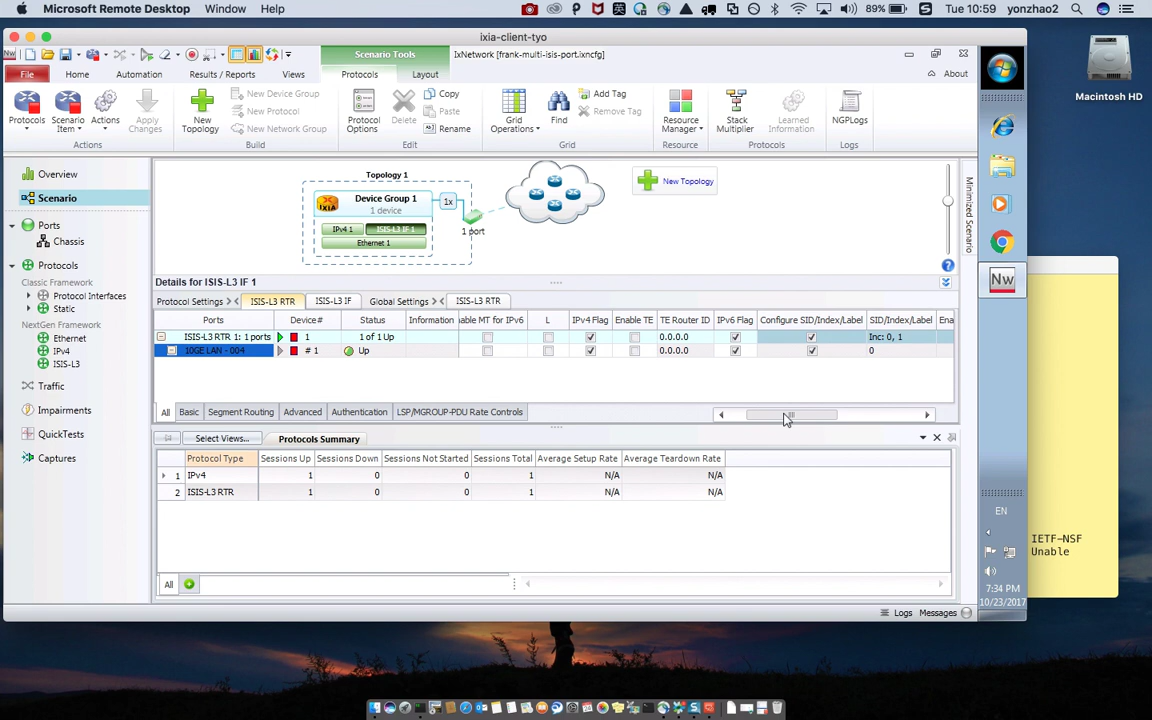 Microsoft Remote Desktop Window Help 89% Tue 10:59 yonzhao2
ixia-client-tyo
Scenario Tools IxNetwork [frank-multi-isis-port.ixncfg]
File Home Automation Results / Reports Views Protocols Layout About
Protocols Scenario Item Actions Apply Changes
New Topology New Device Group New Protocol New Network Group
Protocol Options Delete Copy Paste Rename
Grid Operations Find Add Tag Remove Tag
Resource Manager Stack Multiplier Learned Information NGPLogs
Actions Build Edit Grid Resource Protocols Logs
Macintosh HD
Overview
Scenario
Ports
Chassis
Protocols
Classic Framework
Protocol Interfaces
Static
NextGen Framework
Ethernet
IPv4
ISIS-L3
Traffic
Impairments
QuickTests
Captures
Topology 1
Device Group 1
1 device
1x
IPv4 1 ISIS-L3 IF 1
Ethernet 1
1 port
New Topology
Minimized Scenario
Details for ISIS-L3 IF 1
Protocol Settings ISIS-L3 RTR ISIS-L3 IF Global Settings ISIS-L3 RTR
Ports Device# Status Information able MT for IPv6 L IPv4 Flag Enable TE TE Router ID IPv6 Flag Configure SID/Index/Label SID/Index/Label Ena
ISIS-L3 RTR 1: 1 ports 1 1 of 1 Up 0.0.0.0 Inc: 0, 1
10GE LAN - 004 # 1 Up 0.0.0.0 0
All Basic Segment Routing Advanced Authentication LSP/MGROUP-PDU Rate Controls
Select Views... Protocols Summary
Protocol Type Sessions Up Sessions Down Sessions Not Started Sessions Total Average Setup Rate Average Teardown Rate
1 IPv4 1 0 0 1 N/A N/A
2 ISIS-L3 RTR 1 0 0 1 N/A N/A
All
Logs Messages
Nw
EN
7:34 PM
10/23/2017
IETF-NSF
Unable